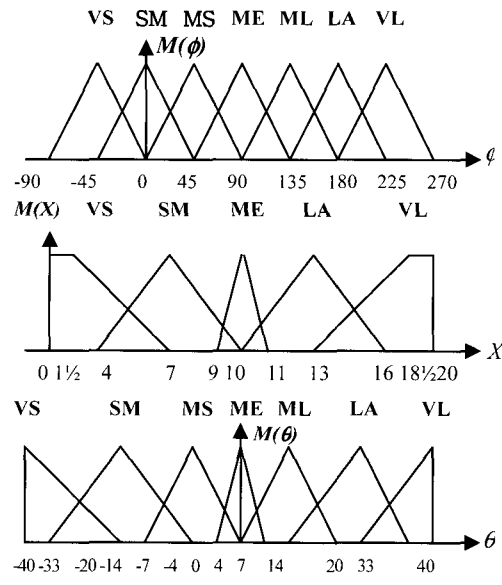 VS SM MS ME ML LA VL
M(ϕ)
ϕ
-90 -45 0 45 90 135 180 225 270
M(X) VS SM ME LA VL
X
0 1½ 4 7 9 10 11 13 16 18½ 20
VS SM MS ME ML LA VL
M(θ)
θ
-40 -33 -20 -14 -7 -4 0 4 7 14 20 33 40